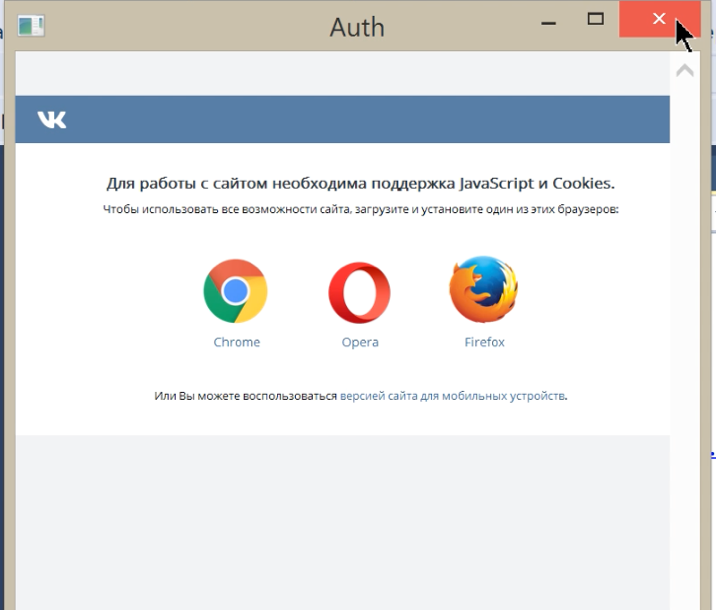 Auth
Для работы с сайтом необходима поддержка JavaScript и Cookies.
Чтобы использовать все возможности сайта, загрузите и установите один из этих браузеров:
Chrome Opera Firefox
Или Вы можете воспользоваться версией сайта для мобильных устройств.